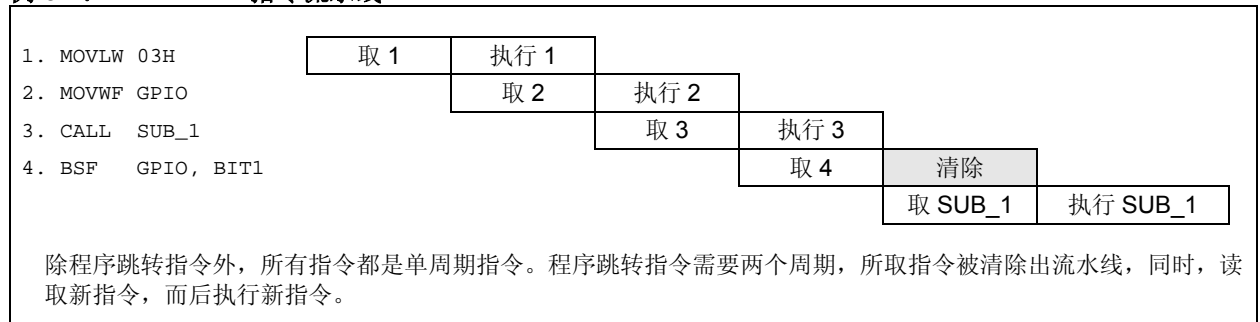 1. MOVLW 03H 取 1 执行 1
2. MOVWF GPIO 取 2 执行 2
3. CALL SUB_1 取 3 执行 3
4. BSF GPIO, BIT1 取 4 清除
取 SUB_1 执行 SUB_1
除程序跳转指令外，所有指令都是单周期指令。程序跳转指令需要两个周期，所取指令被清除出流水线，同时，读
取新指令，而后执行新指令。